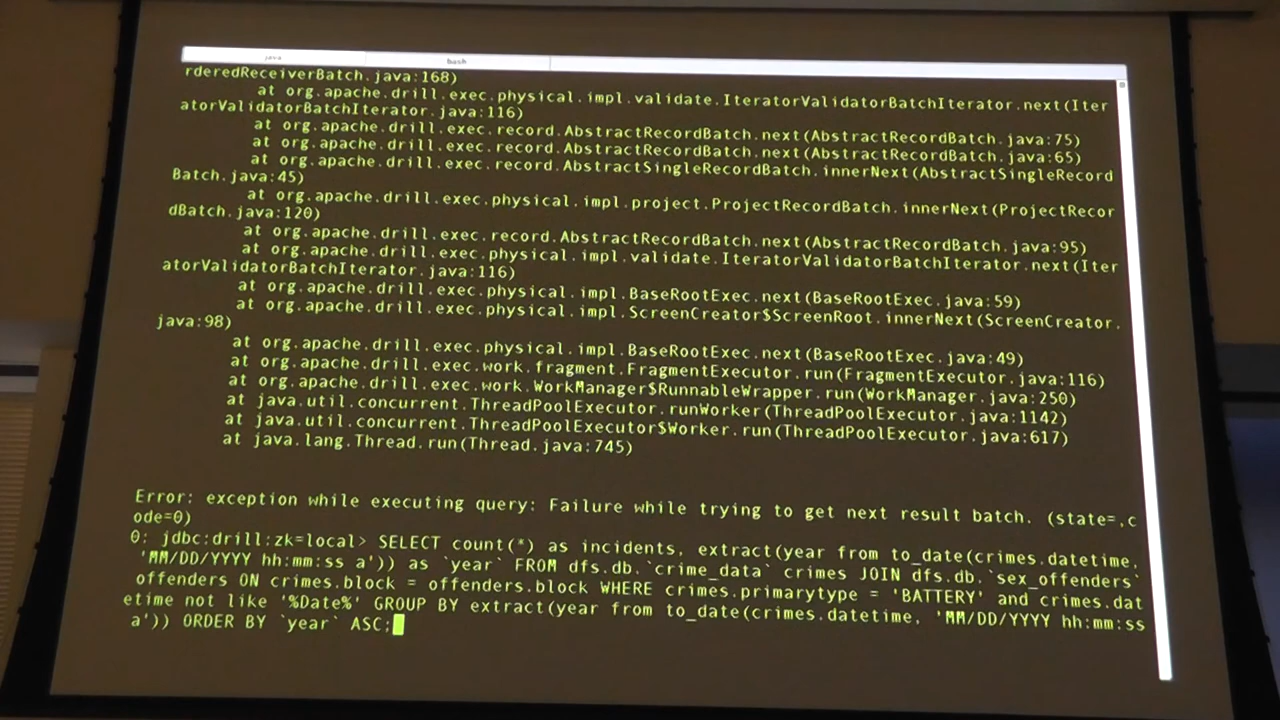 java
bash
rderedReceiverBatch.java:168)
at org.apache.drill.exec.physical.impl.validate.IteratorValidatorBatchIterator.next(Iter
atorValidatorBatchIterator.java:116)
at org.apache.drill.exec.record.AbstractRecordBatch.next(AbstractRecordBatch.java:75)
at org.apache.drill.exec.record.AbstractRecordBatch.next(AbstractRecordBatch.java:65)
at org.apache.drill.exec.record.AbstractSingleRecordBatch.innerNext(AbstractSingleRecord
Batch.java:45)
at org.apache.drill.exec.physical.impl.project.ProjectRecordBatch.innerNext(ProjectRecor
dBatch.java:120)
at org.apache.drill.exec.record.AbstractRecordBatch.next(AbstractRecordBatch.java:95)
at org.apache.drill.exec.physical.impl.validate.IteratorValidatorBatchIterator.next(Iter
atorValidatorBatchIterator.java:116)
at org.apache.drill.exec.physical.impl.BaseRootExec.next(BaseRootExec.java:59)
at org.apache.drill.exec.physical.impl.ScreenCreator$ScreenRoot.innerNext(ScreenCreator.
java:98)
at org.apache.drill.exec.physical.impl.BaseRootExec.next(BaseRootExec.java:49)
at org.apache.drill.exec.work.fragment.FragmentExecutor.run(FragmentExecutor.java:116)
at org.apache.drill.exec.work.WorkManager$RunnableWrapper.run(WorkManager.java:250)
at java.util.concurrent.ThreadPoolExecutor.runWorker(ThreadPoolExecutor.java:1142)
at java.util.concurrent.ThreadPoolExecutor$Worker.run(ThreadPoolExecutor.java:617)
at java.lang.Thread.run(Thread.java:745)
Error: exception while executing query: Failure while trying to get next result batch. (state=,c
ode=0)
0: jdbc:drill:zk=local> SELECT count(*) as incidents, extract(year from to_date(crimes.datetime,
'MM/DD/YYYY hh:mm:ss a')) as `year` FROM dfs.db.`crime_data` crimes JOIN dfs.db.`sex_offenders`
offenders ON crimes.block = offenders.block WHERE crimes.primarytype = 'BATTERY' and crimes.dat
etime not like '%Date%' GROUP BY extract(year from to_date(crimes.datetime, 'MM/DD/YYYY hh:mm:ss
a')) ORDER BY `year` ASC;